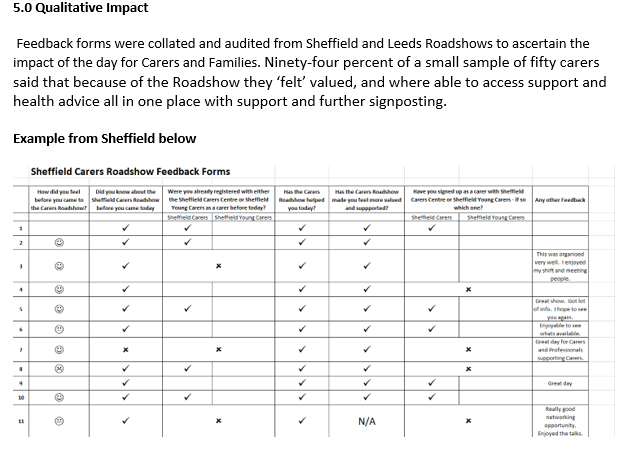 5.0 Qualitative Impact
Feedback forms were collated and audited from Sheffield and Leeds Roadshows to ascertain the
impact of the day for Carers and Families. Ninety-four percent of a small sample of fifty carers
said that because of the Roadshow they ‘felt’ valued, and where able to access support and
health advice all in one place with support and further signposting.
Example from Sheffield below
Sheffield Carers Roadshow Feedback Forms
How did you feel before you came to the Carers Roadshow?
Did you know about the Sheffield Carers Roadshow before you came today
Were you already registered with either the Sheffield Carers Centre or Sheffield Young Carers as a carer before today?
Has the Carers Roadshow helped you today?
Has the Carers Roadshow made you feel more valued and suppported?
Have you signed up as a carer with Sheffield Carers Centre or Sheffield Young Carers - if so which one?
Any other Feedback
Sheffield Carers
Sheffield Young Carers
Sheffield Carers
Sheffield Young Carers
1
2
3
This was organised
very well. I enjoyed
my shift and meeting
people.
4
5
Great show. Got lot
of info. I hope to see
you again.
6
Enjoyable to see
whats available.
7
Great day for Carers
and Professionals
supporting Carers.
8
9
Great day
10
11
N/A
Really good
networking
opportunity.
Enjoyed the talks.